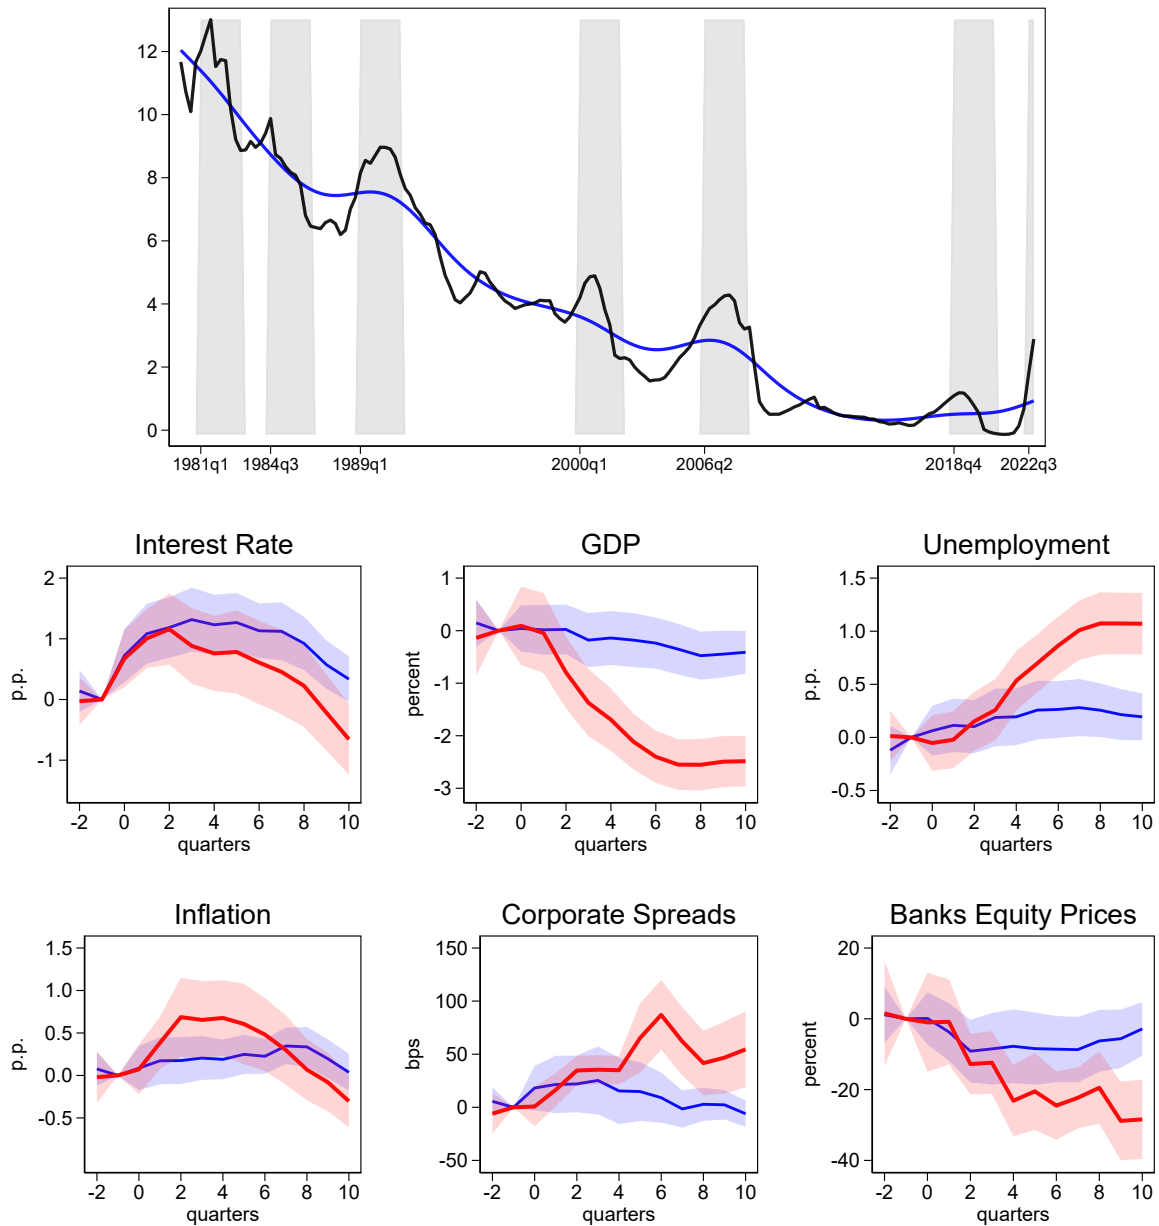 12
10
8
6
4
2
0
1981q1 1984q3 1989q1 2000q1 2006q2 2018q4 2022q3
Interest Rate
p.p.
2
1
0
-1
-2 0 2 4 6 8 10
quarters
GDP
percent
1
0
-1
-2
-3
-2 0 2 4 6 8 10
quarters
Unemployment
p.p.
1.5
1.0
0.5
0.0
-0.5
-2 0 2 4 6 8 10
quarters
Inflation
p.p.
1.5
1.0
0.5
0.0
-0.5
-2 0 2 4 6 8 10
quarters
Corporate Spreads
bps
150
100
50
0
-50
-2 0 2 4 6 8 10
quarters
Banks Equity Prices
percent
20
0
-20
-40
-2 0 2 4 6 8 10
quarters